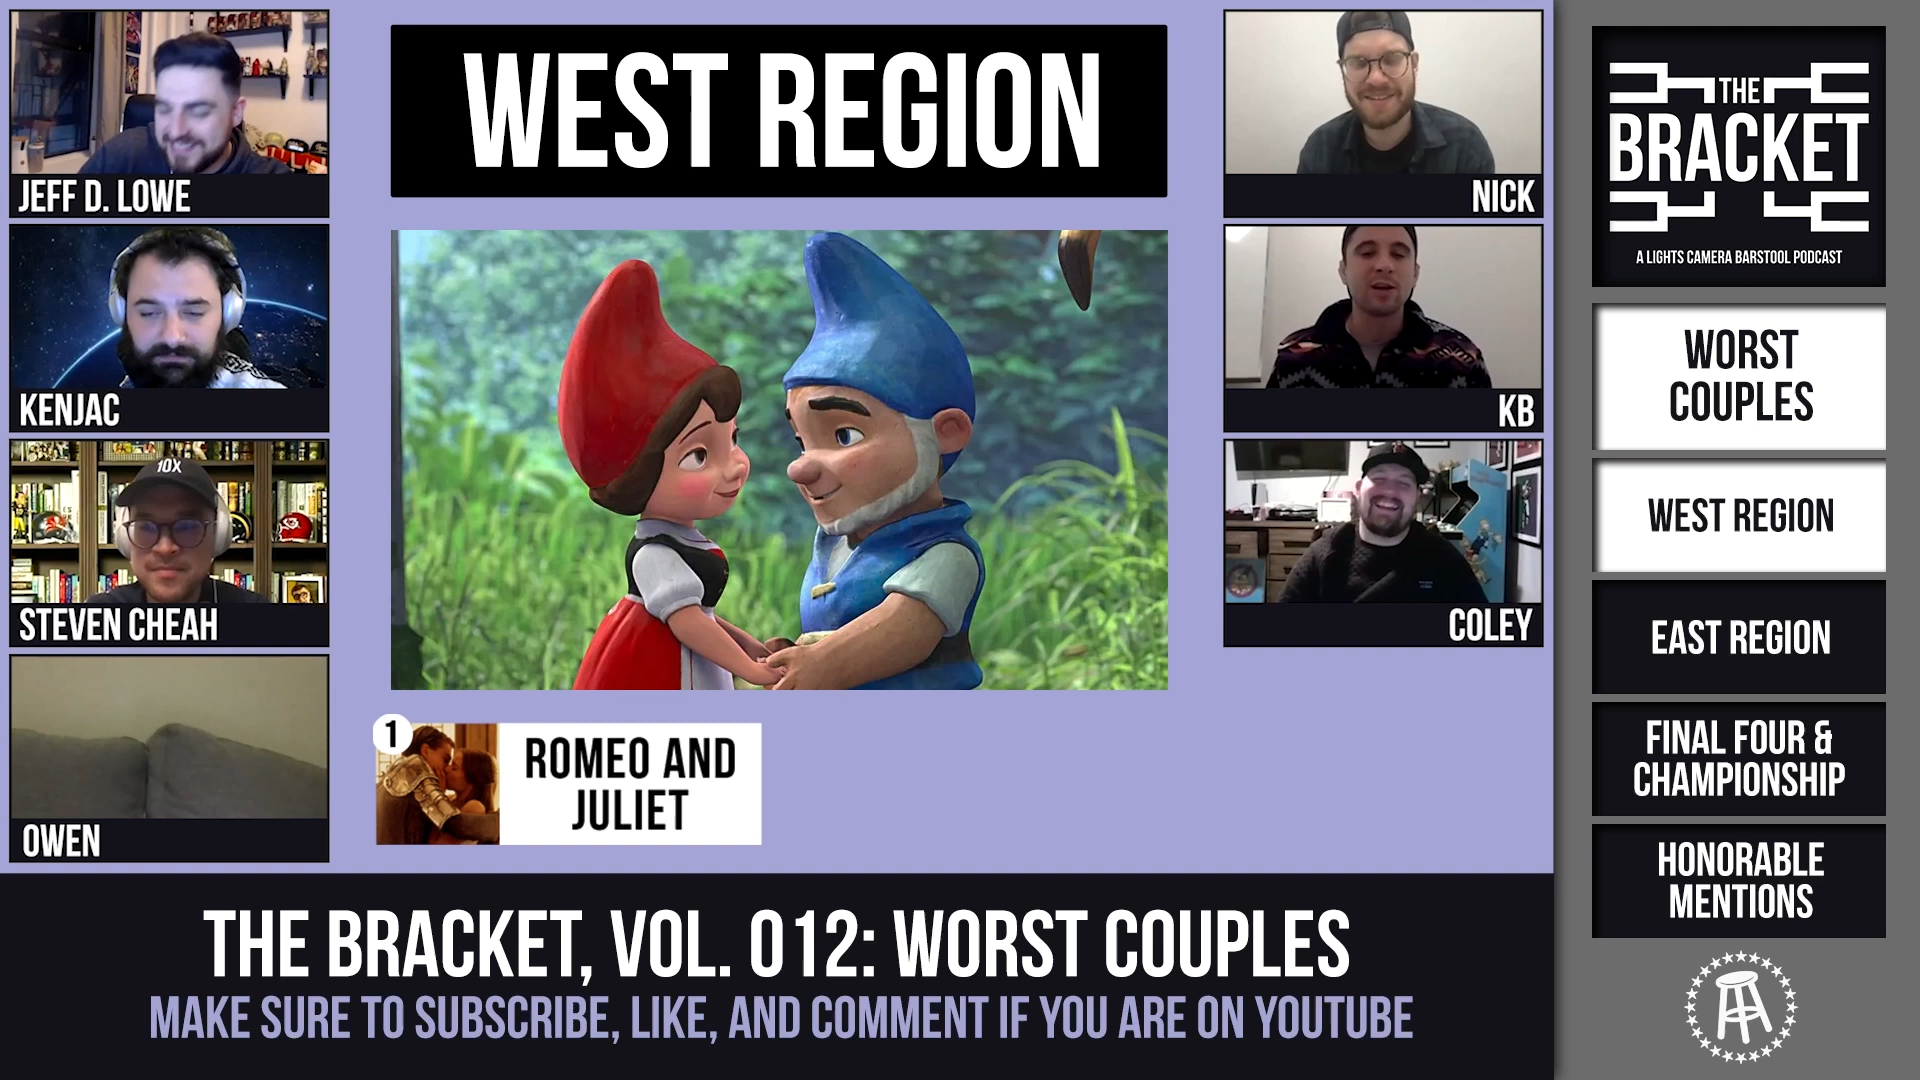 WEST REGION
JEFF D. LOWE
KENJAC
10X
STEVEN CHEAH
OWEN
NICK
KB
COLEY
1
ROMEO AND
JULIET
THE BRACKET, VOL. 012: WORST COUPLES
MAKE SURE TO SUBSCRIBE, LIKE, AND COMMENT IF YOU ARE ON YOUTUBE
THE
BRACKET
A LIGHTS CAMERA BARSTOOL PODCAST
WORST
COUPLES
WEST REGION
EAST REGION
FINAL FOUR &
CHAMPIONSHIP
HONORABLE
MENTIONS